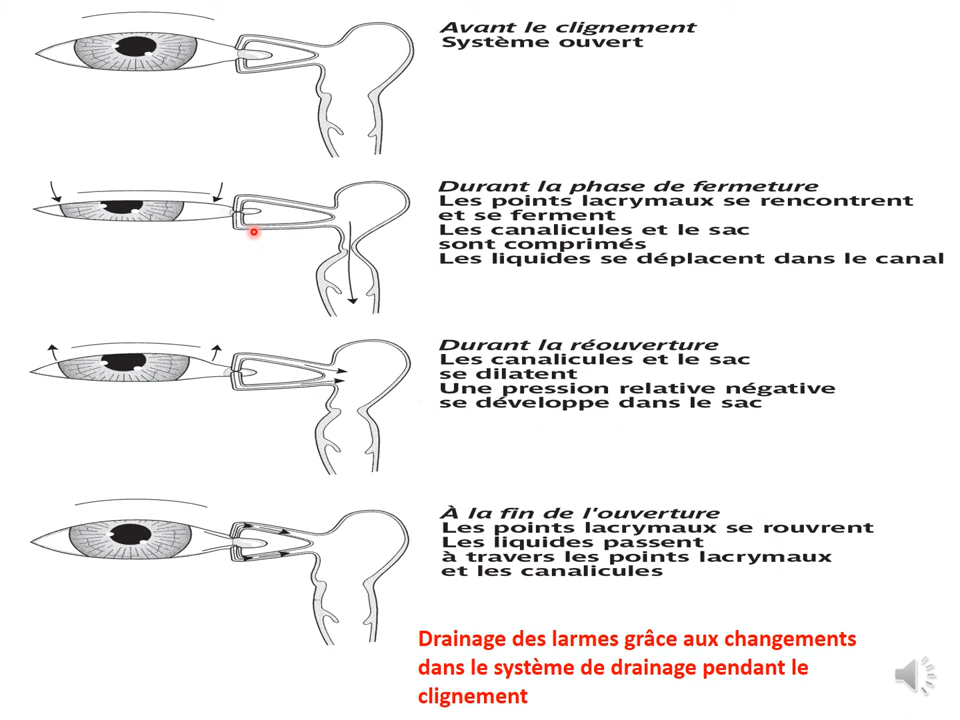 Avant le clignement
Système ouvert
Durant la phase de fermeture
Les points lacrymaux se rencontrent
et se ferment
Les canalicules et le sac
sont comprimés
Les liquides se déplacent dans le canal
Durant la réouverture
Les canalicules et le sac
se dilatent
Une pression relative négative
se développe dans le sac
À la fin de l'ouverture
Les points lacrymaux se rouvrent
Les liquides passent
à travers les points lacrymaux
et les canalicules
Drainage des larmes grâce aux changements
dans le système de drainage pendant le
clignement